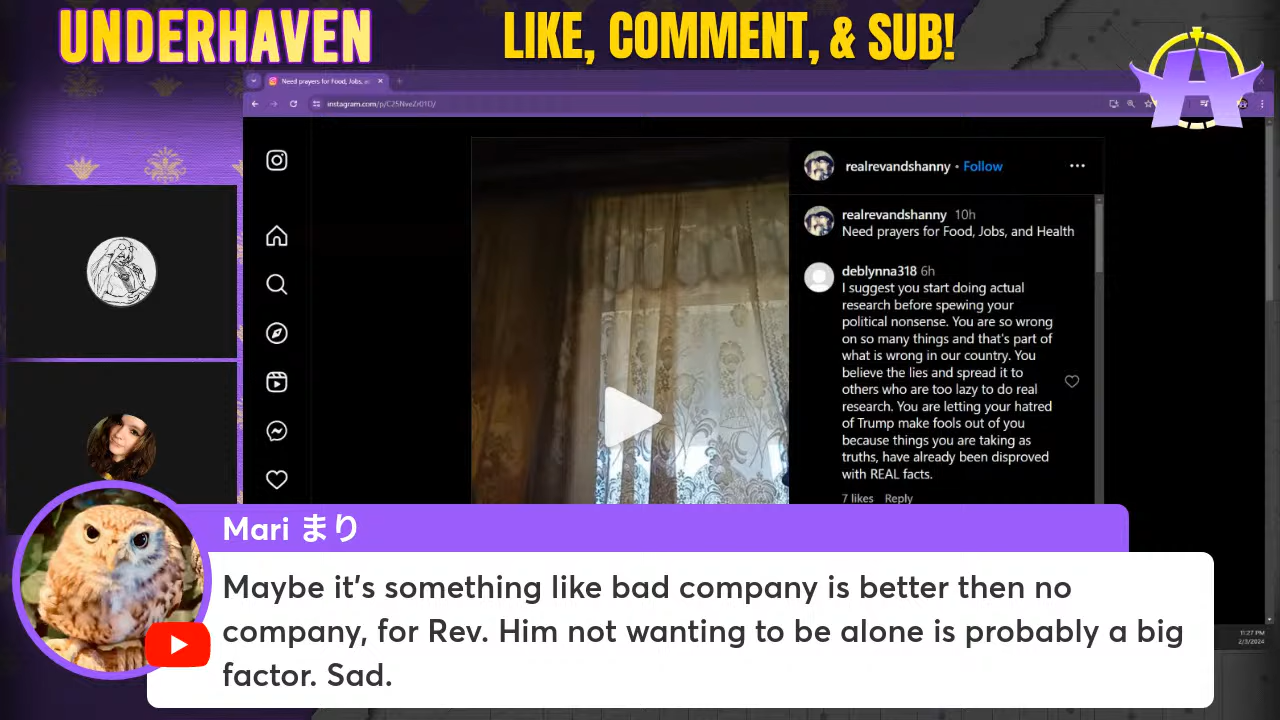 UNDERHAVEN
LIKE, COMMENT, & SUB!
Need prayers for Food, Jobs, a
realrevandshanny • Follow
realrevandshanny 10h
Need prayers for Food, Jobs, and Health
deblynna318 6h
I suggest you start doing actual
research before spewing your
political nonsense. You are so wrong
on so many things and that's part of
what is wrong in our country. You
believe the lies and spread it to
others who are too lazy to do real
research. You are letting your hatred
of Trump make fools out of you
because things you are taking as
truths, have already been disproved
with REAL facts.
7 likes Reply
Mari まり
Maybe it's something like bad company is better then no
company, for Rev. Him not wanting to be alone is probably a big
factor. Sad.
11:27 PM
2/3/2024